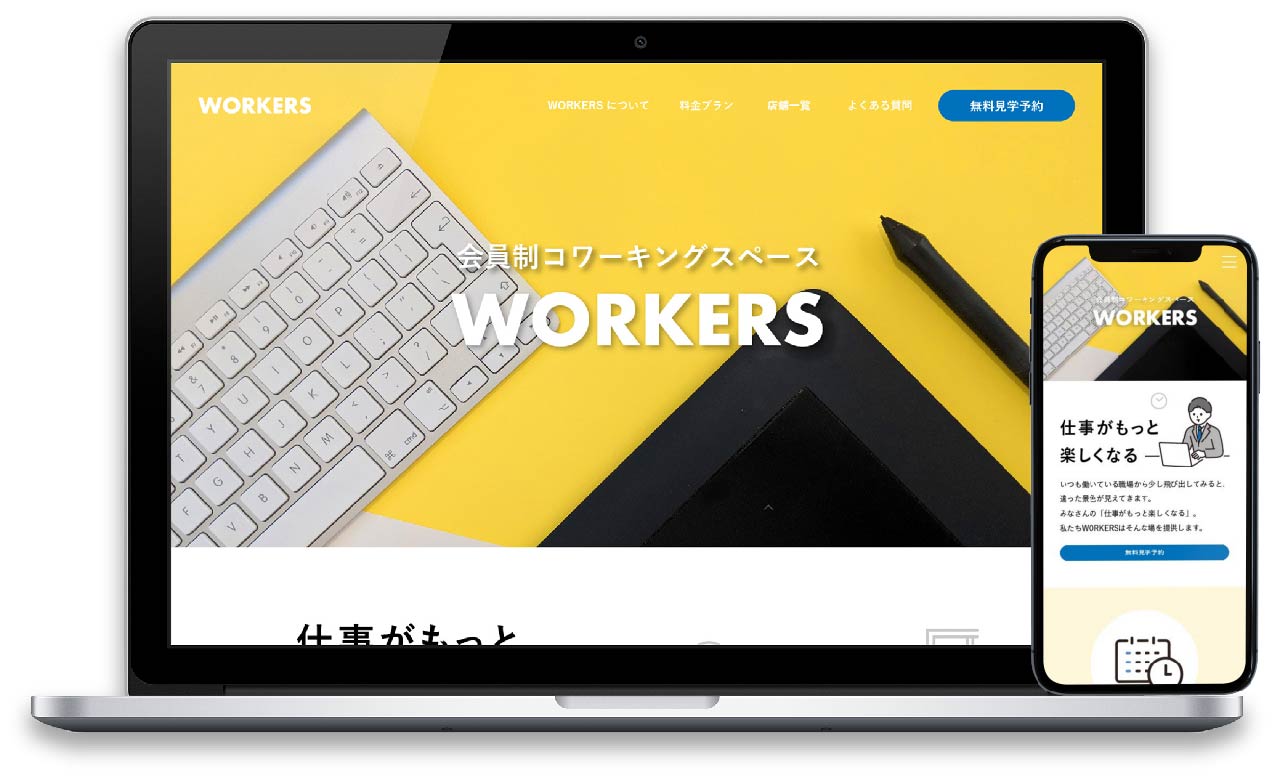 WORKERS
WORKERS について
料金プラン
店舗一覧
よくある質問
無料見学予約
会員制コワーキングスペース
WORKERS
仕事がもっと
会員制コワーキングスペース
WORKERS
仕事がもっと
楽しくなる
いつも働いている職場から少し飛び出してみると、
違った景色が見えてきます。
みなさんの「仕事がもっと楽しくなる」。
私たちWORKERSはそんな場を提供します。
無料見学予約